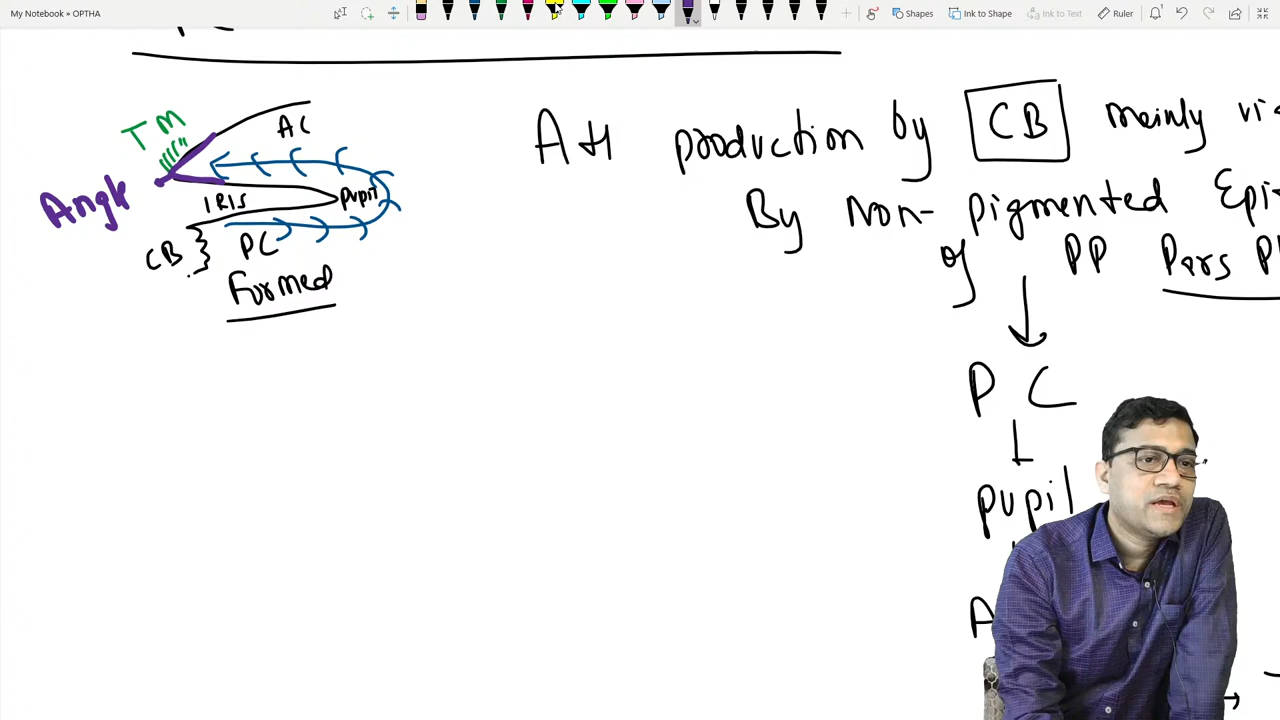 My Notebook » OPTHA
Shapes
Ink to Shape
Ink to Text
Ruler
TM
AC
Angle
IRIS
pupil
CB
PC
Formed
AH production by CB mainly
By Non-pigmented
of PP Pars
PC
pupil
A